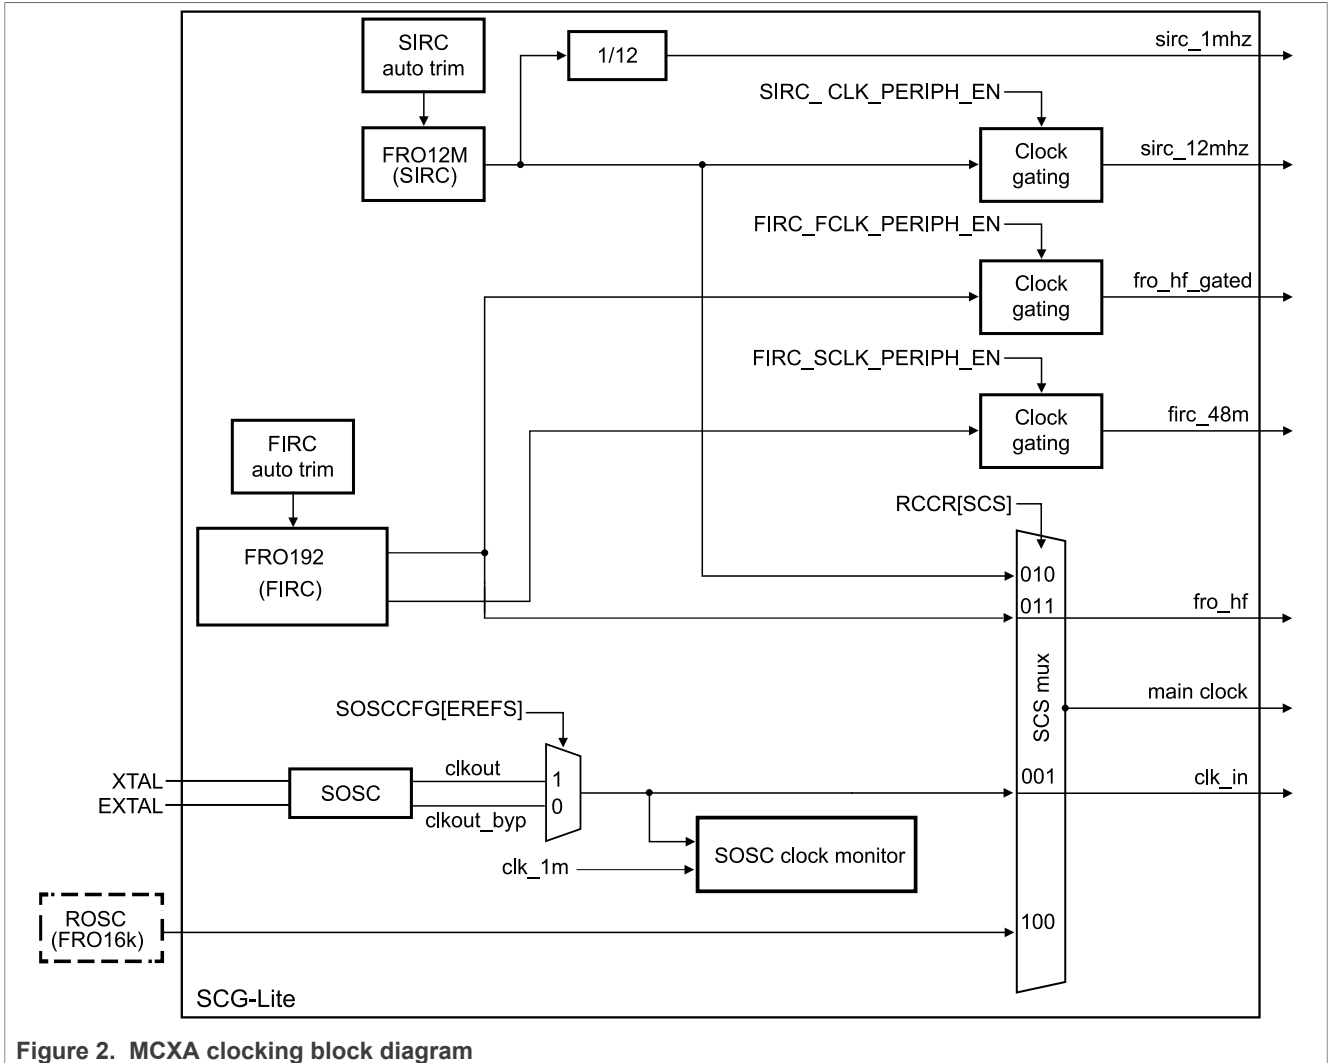 SIRC
auto trim
1/12
sirc_1mhz
SIRC_ CLK_PERIPH_EN
FRO12M
(SIRC)
Clock
gating
sirc_12mhz
FIRC_FCLK_PERIPH_EN
Clock
gating
fro_hf_gated
FIRC_SCLK_PERIPH_EN
Clock
gating
firc_48m
FIRC
auto trim
RCCR[SCS]
FRO192
(FIRC)
010
011
fro_hf
SCS mux
main clock
SOSCCFG[EREFS]
XTAL
EXTAL
SOSC
clkout
clkout_byp
1
0
001
clk_in
SOSC clock monitor
clk_1m
ROSC
(FRO16k)
100
SCG-Lite
Figure 2. MCXA clocking block diagram